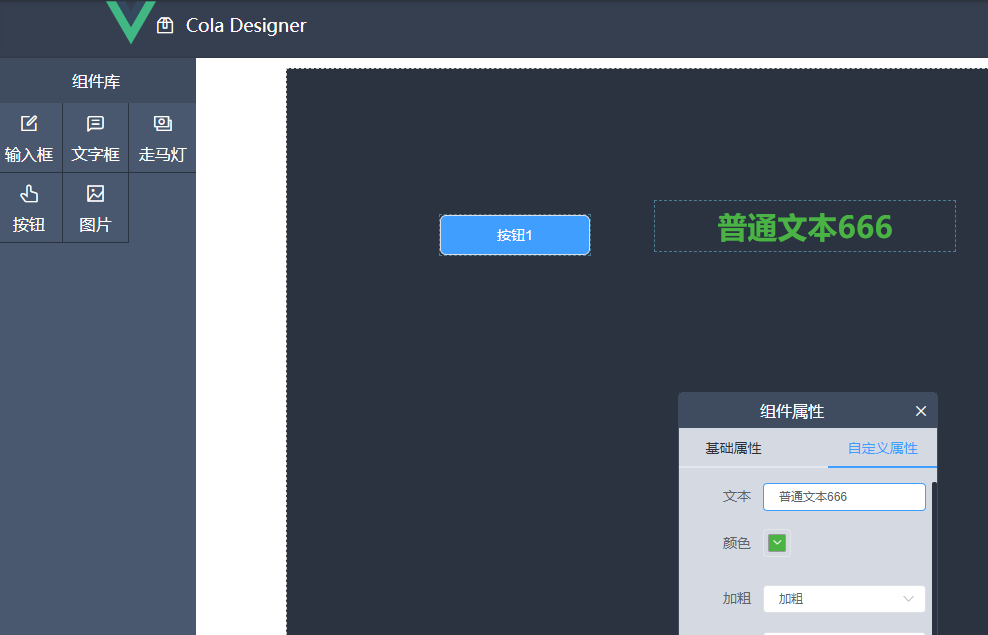 Cola Designer
组件库
输入框 文字框 走马灯
按钮 图片
按钮1
普通文本666
组件属性
基础属性 自定义属性
文本 普通文本666
颜色
加粗 加粗